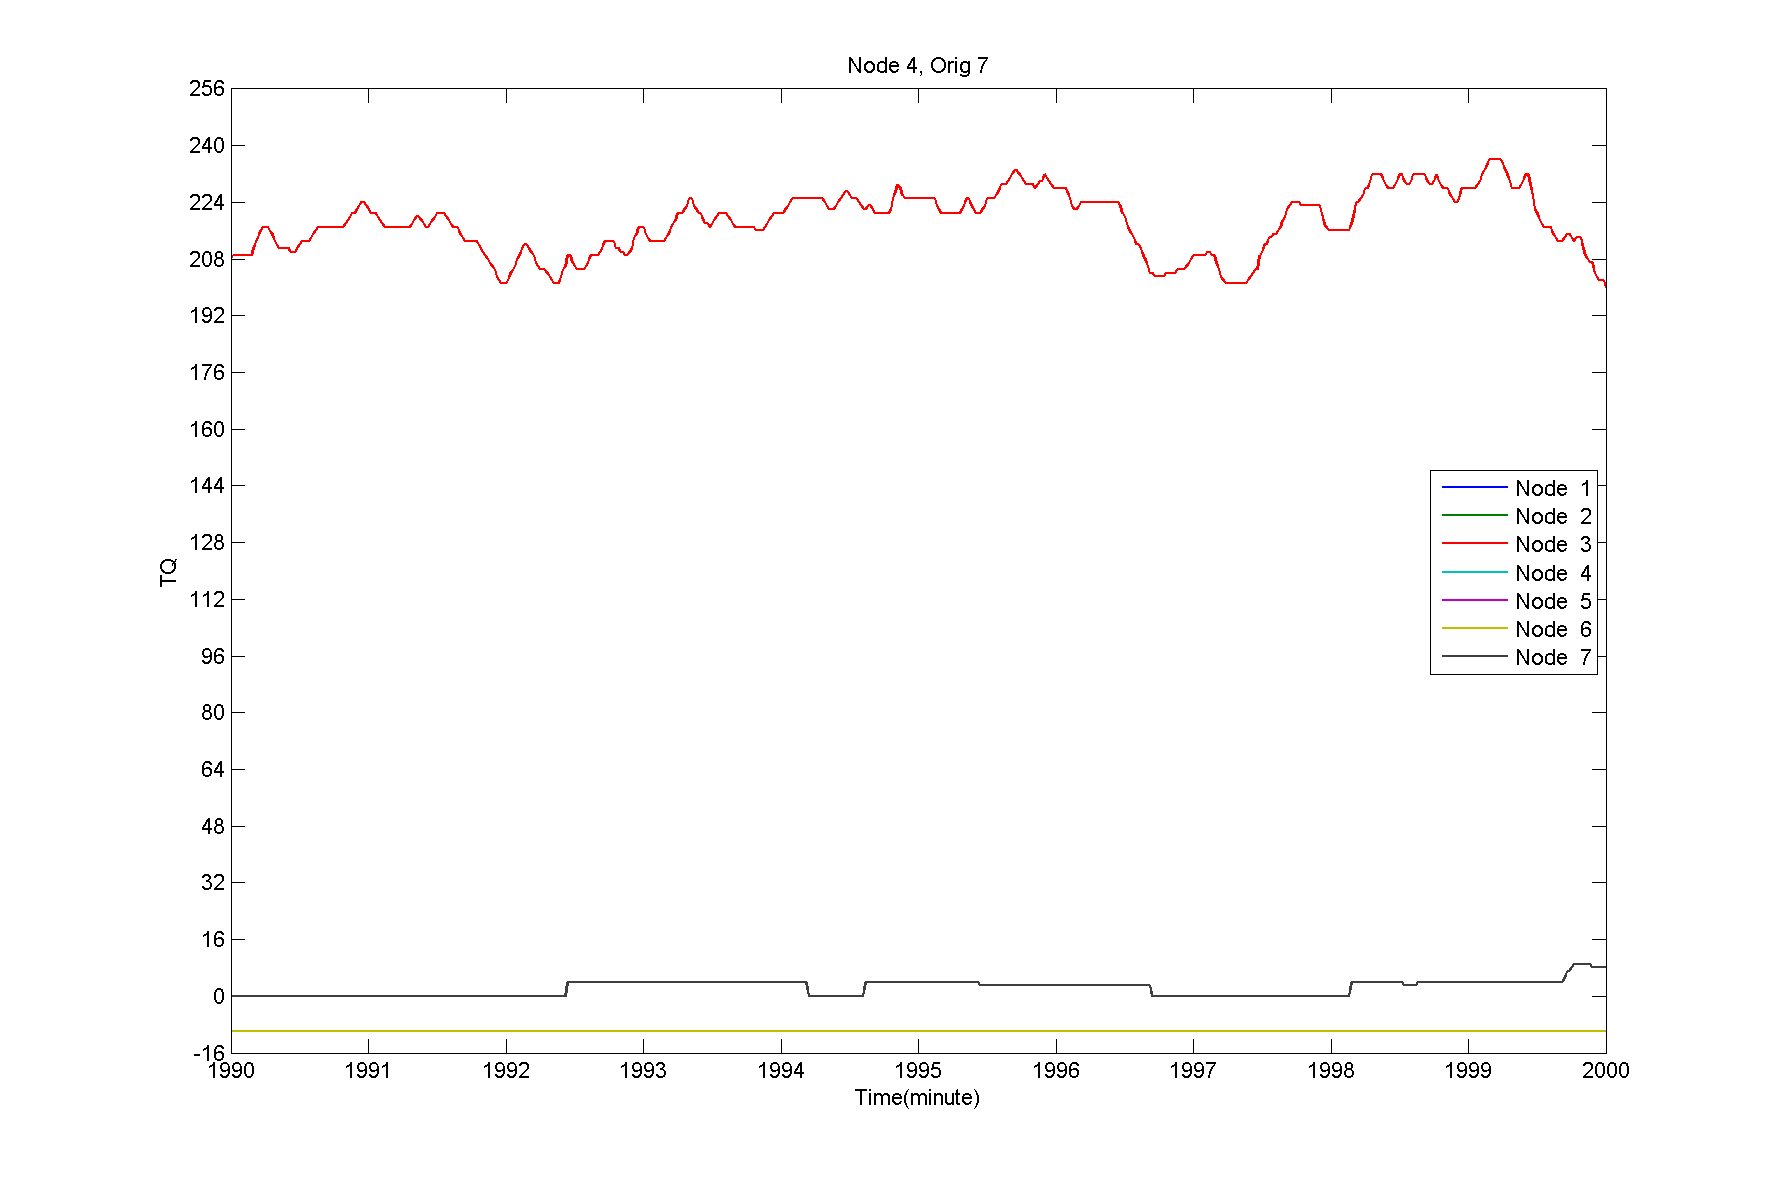 Node 4, Orig 7
256
240
224
208
192
176
160
144
128
112
96
80
64
48
32
16
0
-16
TQ
Node 1
Node 2
Node 3
Node 4
Node 5
Node 6
Node 7
1990 1991 1992 1993 1994 1995 1996 1997 1998 1999 2000
Time(minute)